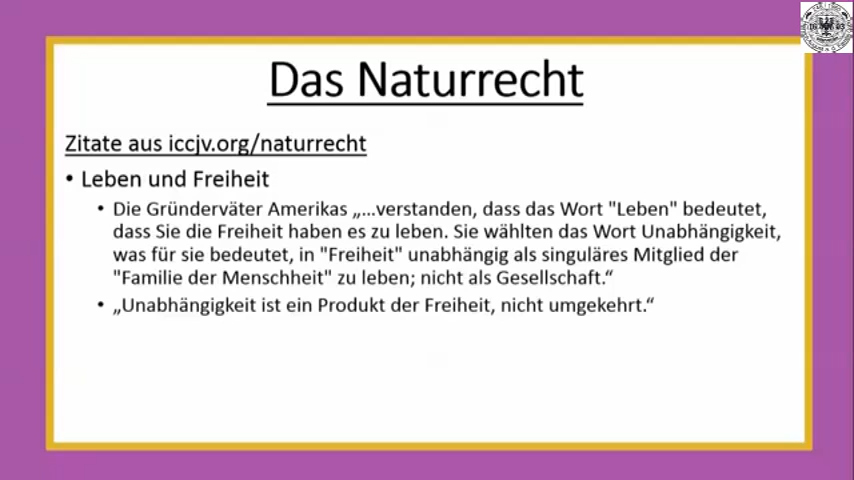 Das Naturrecht
Zitate aus iccjv.org/naturrecht
• Leben und Freiheit
• Die Gründerväter Amerikas „…verstanden, dass das Wort "Leben" bedeutet,
dass Sie die Freiheit haben es zu leben. Sie wählten das Wort Unabhängigkeit,
was für sie bedeutet, in "Freiheit" unabhängig als singuläres Mitglied der
"Familie der Menschheit" zu leben; nicht als Gesellschaft.“
• „Unabhängigkeit ist ein Produkt der Freiheit, nicht umgekehrt.“